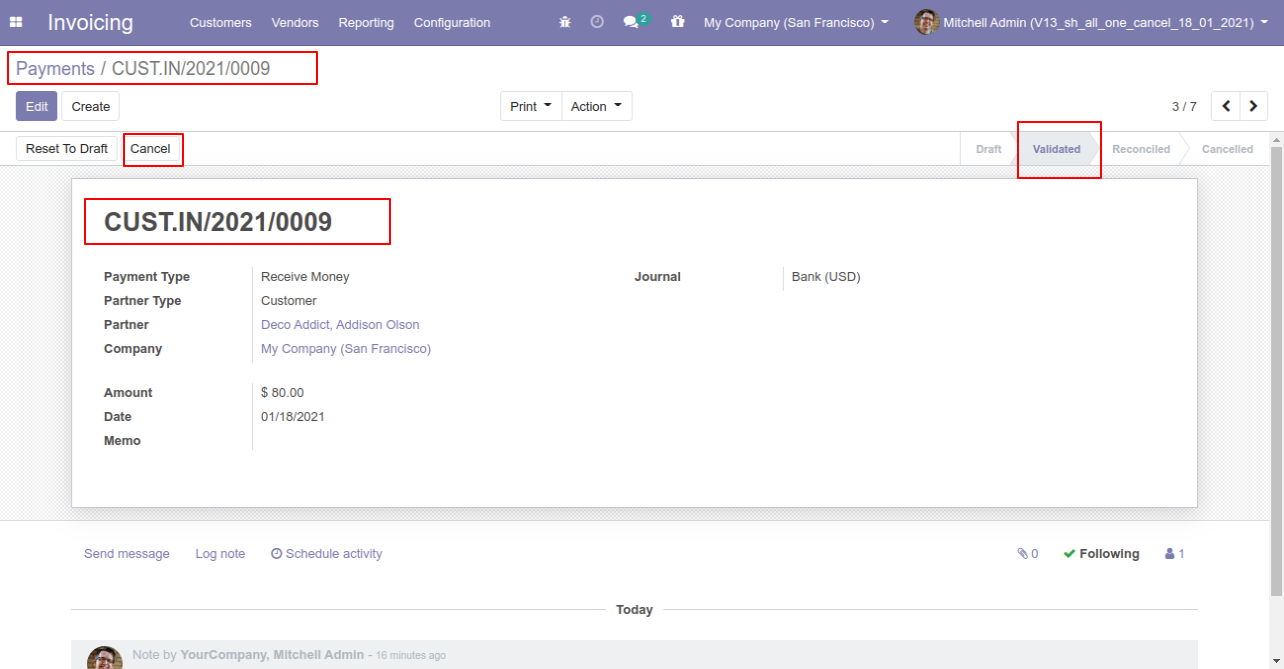 Invoicing Customers Vendors Reporting Configuration 2 My Company (San Francisco) Mitchell Admin (V13_sh_all_one_cancel_18_01_2021)
Payments / CUST.IN/2021/0009
Edit Create Print Action 3 / 7
Reset To Draft Cancel Draft Validated Reconciled Cancelled
CUST.IN/2021/0009
Payment Type Receive Money Journal Bank (USD)
Partner Type Customer
Partner Deco Addict, Addison Olson
Company My Company (San Francisco)
Amount $ 80.00
Date 01/18/2021
Memo
Send message Log note Schedule activity 0 Following 1
Today
Note by YourCompany, Mitchell Admin - 16 minutes ago